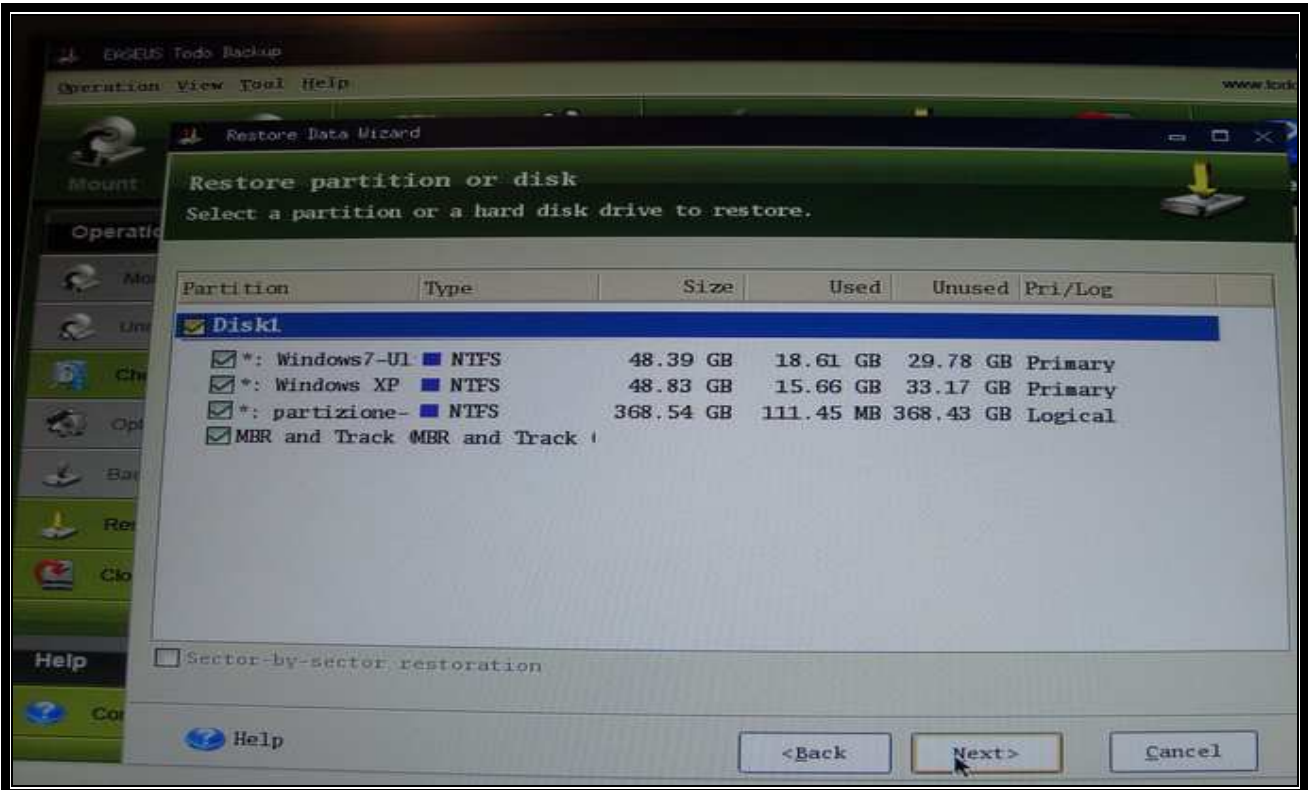 EASEUS Todo Backup
Operation View Tool Help
Restore Data Wizard
Mount
Restore partition or disk
Select a partition or a hard disk drive to restore.
Partition Type Size Used Unused Pri/Log
Disk1
*: Windows7-Ul NTFS 48.39 GB 18.61 GB 29.78 GB Primary
*: Windows XP NTFS 48.83 GB 15.66 GB 33.17 GB Primary
*: partizione- NTFS 368.54 GB 111.45 MB 368.43 GB Logical
MBR and Track MBR and Track
Sector-by-sector restoration
Help
Help
<Back Next> Cancel